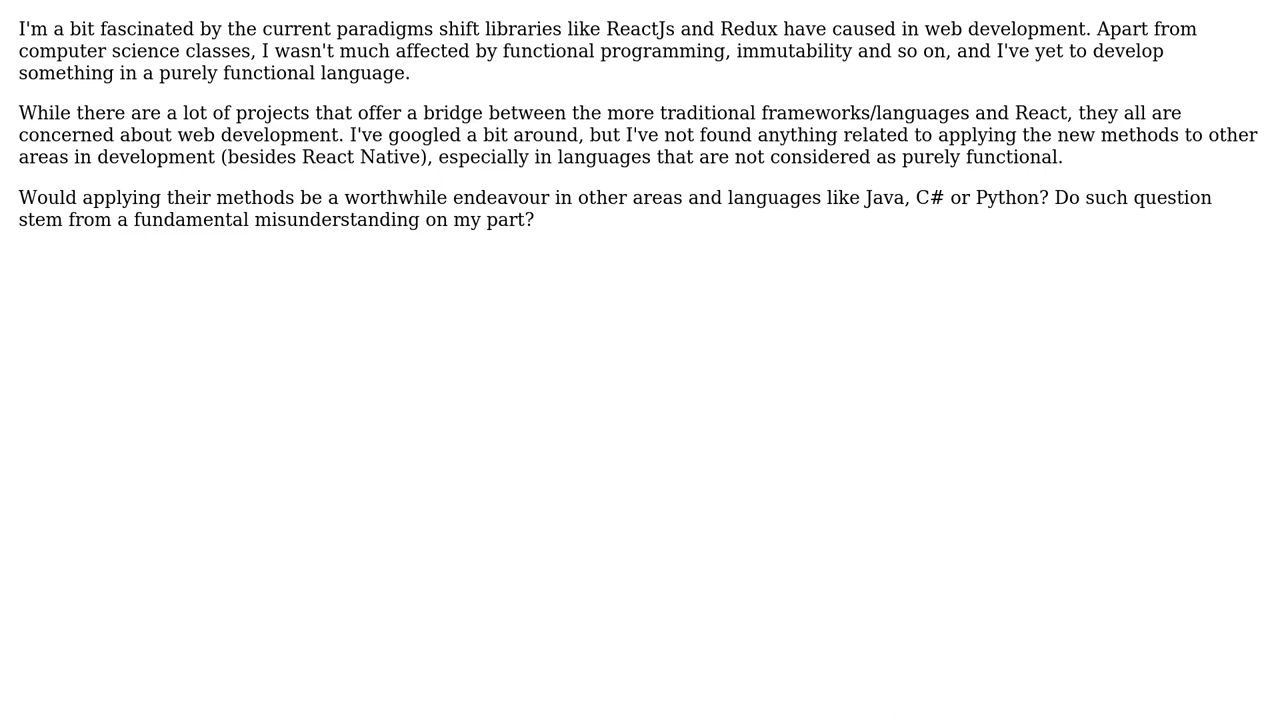 I'm a bit fascinated by the current paradigms shift libraries like ReactJs and Redux have caused in web development. Apart from
computer science classes, I wasn't much affected by functional programming, immutability and so on, and I've yet to develop
something in a purely functional language.
While there are a lot of projects that offer a bridge between the more traditional frameworks/languages and React, they all are
concerned about web development. I've googled a bit around, but I've not found anything related to applying the new methods to other
areas in development (besides React Native), especially in languages that are not considered as purely functional.
Would applying their methods be a worthwhile endeavour in other areas and languages like Java, C# or Python? Do such question
stem from a fundamental misunderstanding on my part?